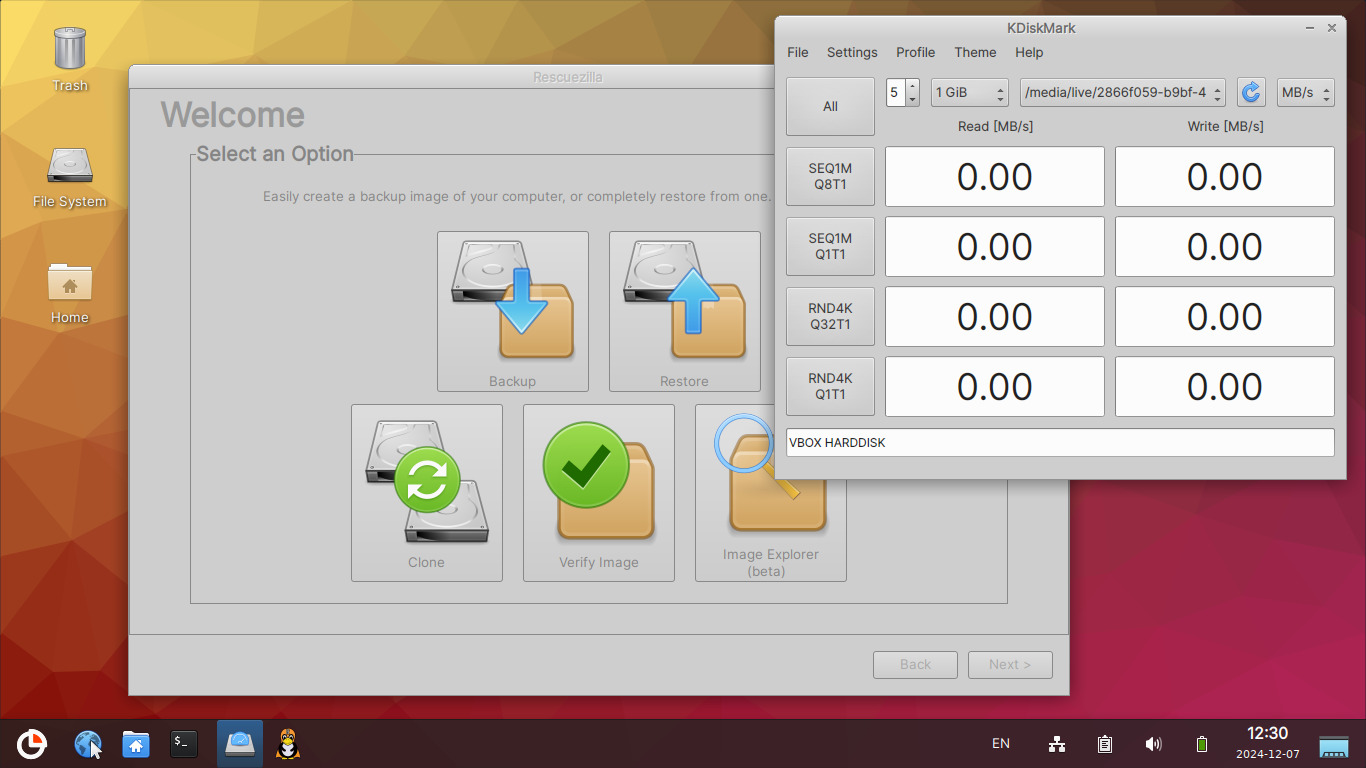 Trash
File System
Home
Rescuezilla
Welcome
Select an Option
Easily create a backup image of your computer, or completely restore from one.
Backup
Restore
Clone
Verify Image
Image Explorer
(beta)
Back
Next >
KDiskMark
File Settings Profile Theme Help
All
5
1 GiB
/media/live/2866f059-b9bf-4
MB/s
Read [MB/s]
Write [MB/s]
SEQ1M
Q8T1
0.00
0.00
SEQ1M
Q1T1
0.00
0.00
RND4K
Q32T1
0.00
0.00
RND4K
Q1T1
0.00
0.00
VBOX HARDDISK
$-
EN
12:30
2024-12-07